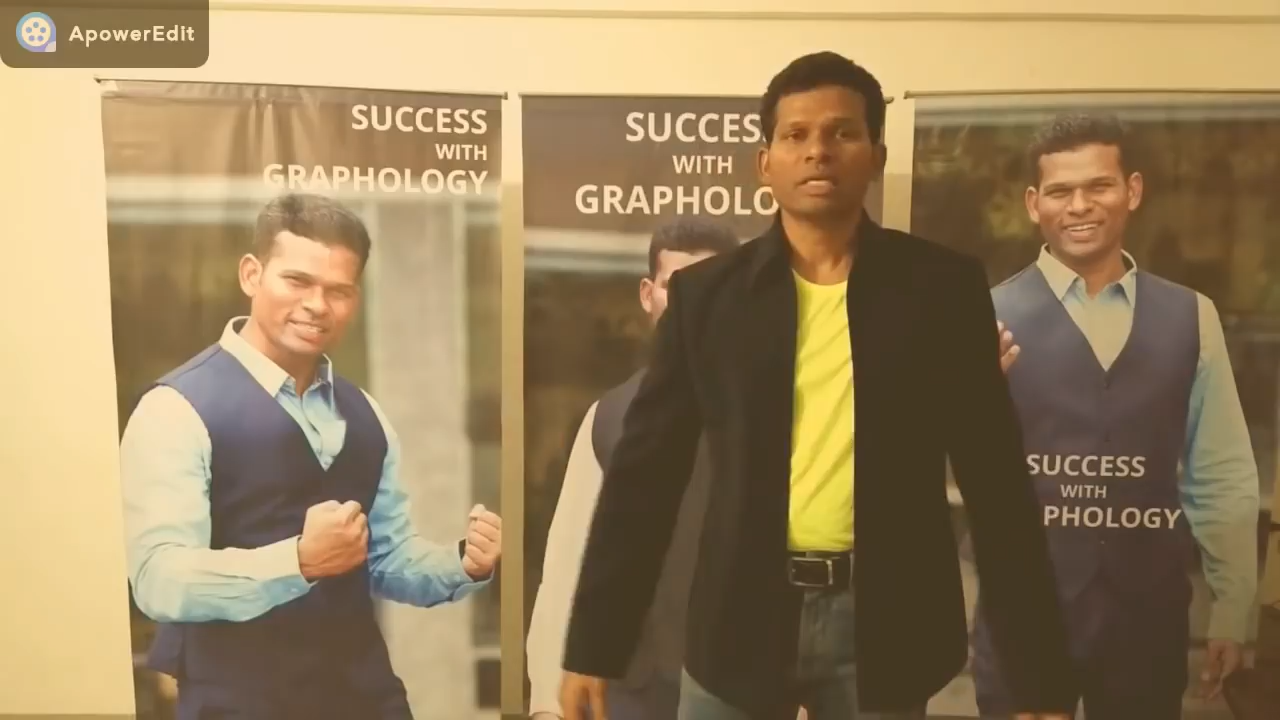 ApowerEdit
SUCCESS
WITH
GRAPHOLOGY
SUCCES
WITH
GRAPHOLO
SUCCESS
WITH
PHOLOGY